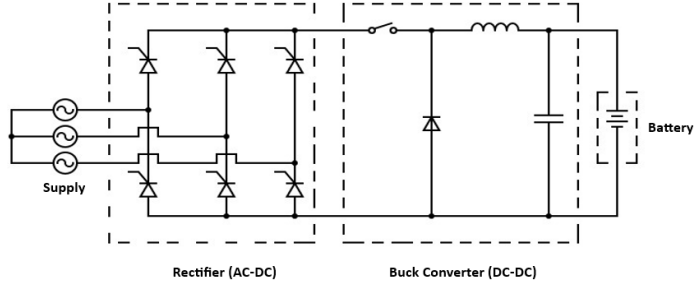 Battery
Supply
Rectifier (AC-DC)
Buck Converter (DC-DC)